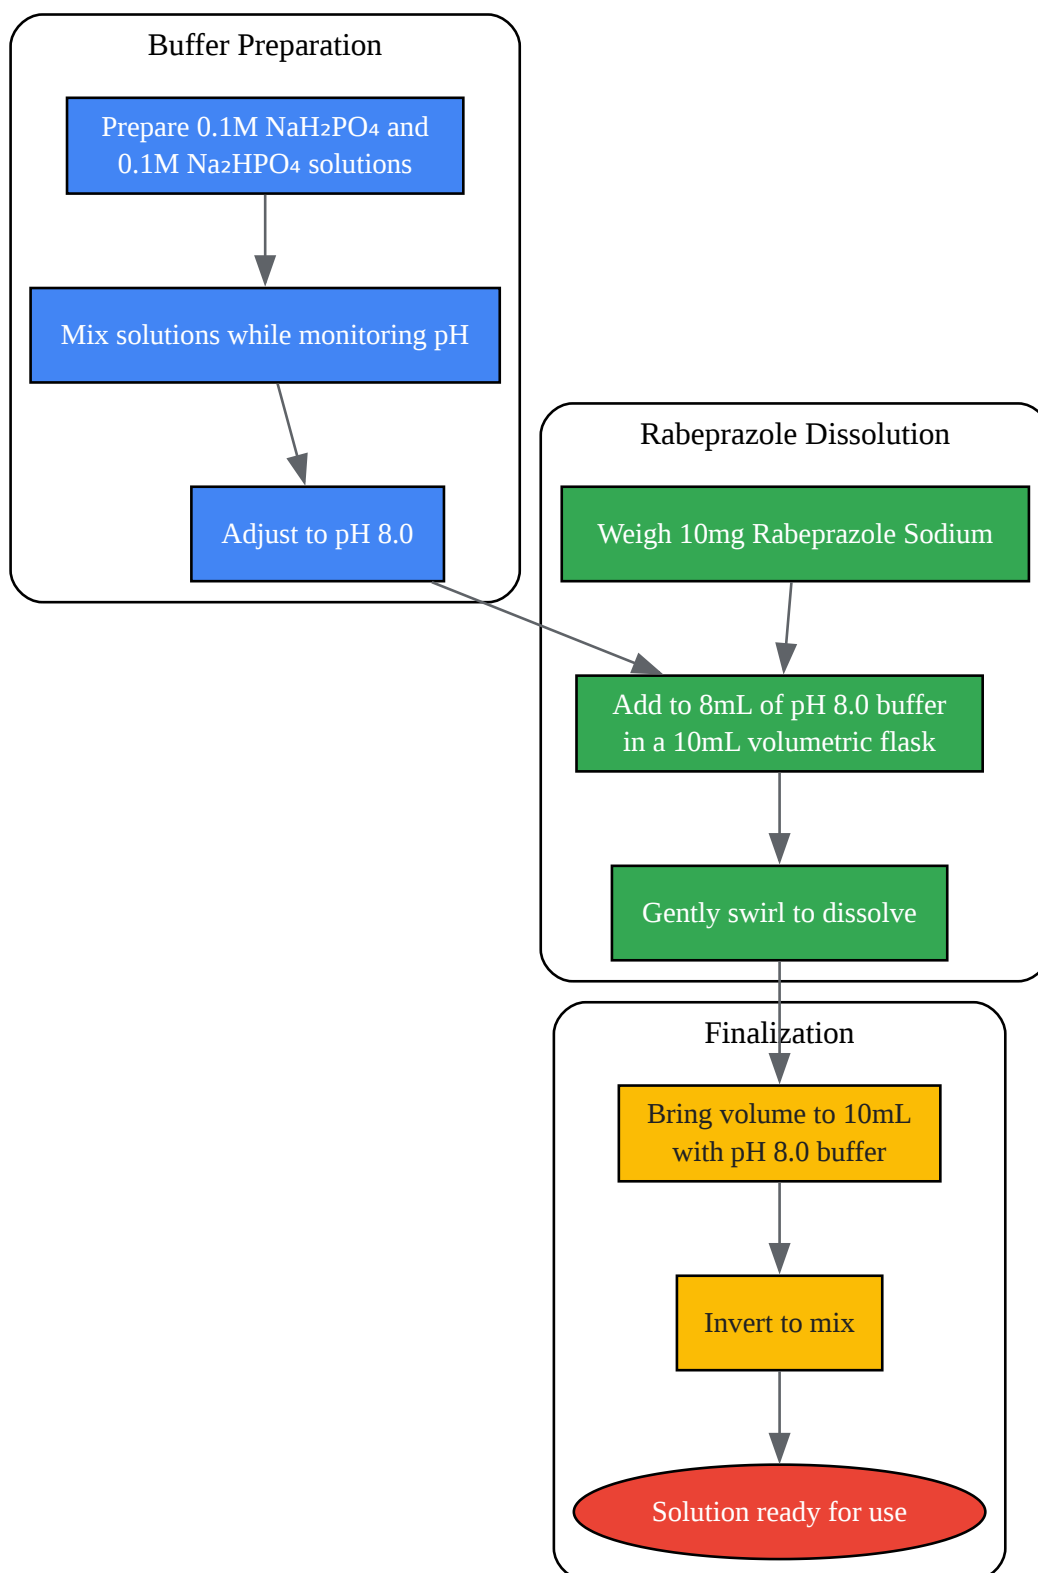 Buffer Preparation
Prepare 0.1M NaH₂PO₄ and
0.1M Na₂HPO₄ solutions
Mix solutions while monitoring pH
Adjust to pH 8.0
Rabeprazole Dissolution
Weigh 10mg Rabeprazole Sodium
Add to 8mL of pH 8.0 buffer
in a 10mL volumetric flask
Gently swirl to dissolve
Finalization
Bring volume to 10mL
with pH 8.0 buffer
Invert to mix
Solution ready for use